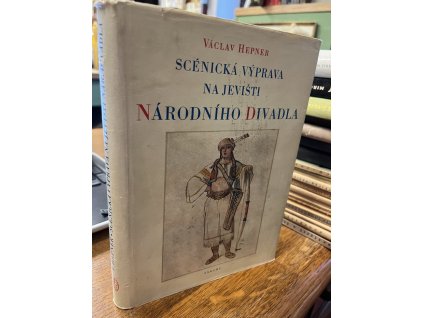 VÁCLAV HEPNER
SCÉNICKÁ VÝPRAVA
NA JEVIŠTI
NÁRODNÍHO DIVADLA